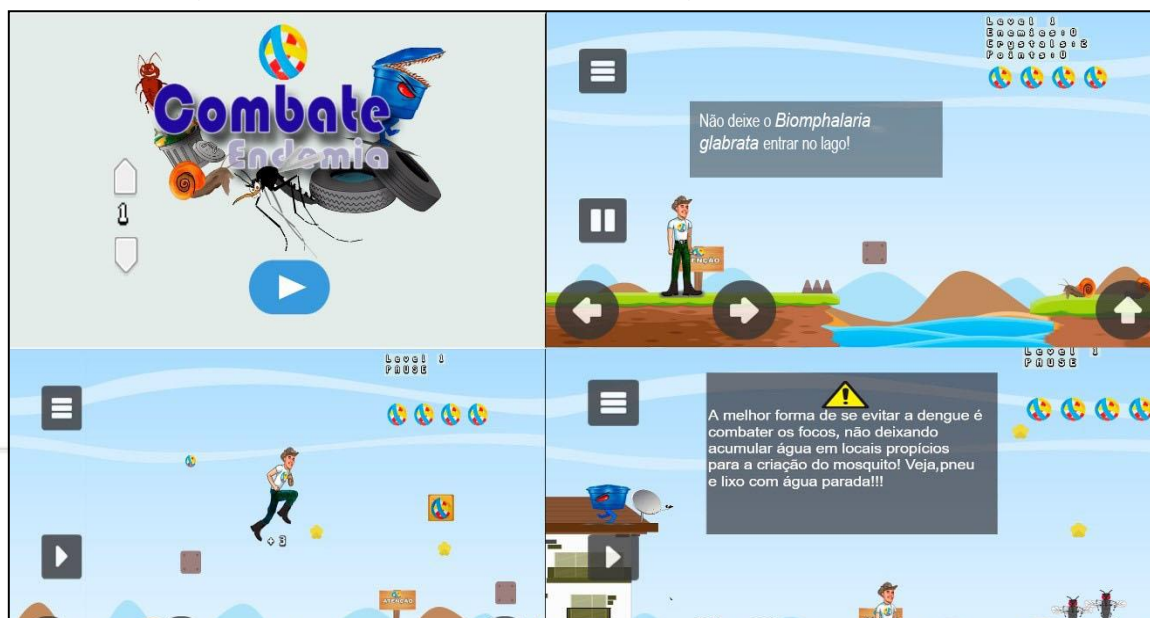 Combate
Endemia
1
Level 1
Enemies:0
Crystals:2
Points:0
Não deixe o Biomphalaria
glabrata entrar no lago!
ENÇÃO
Level 1
PAUSE
+3
ATENÇÃO
Level 1
PAUSE
A melhor forma de se evitar a dengue é
combater os focos, não deixando
acumular água em locais propícios
para a criação do mosquito! Veja,pneu
e lixo com água parada!!!